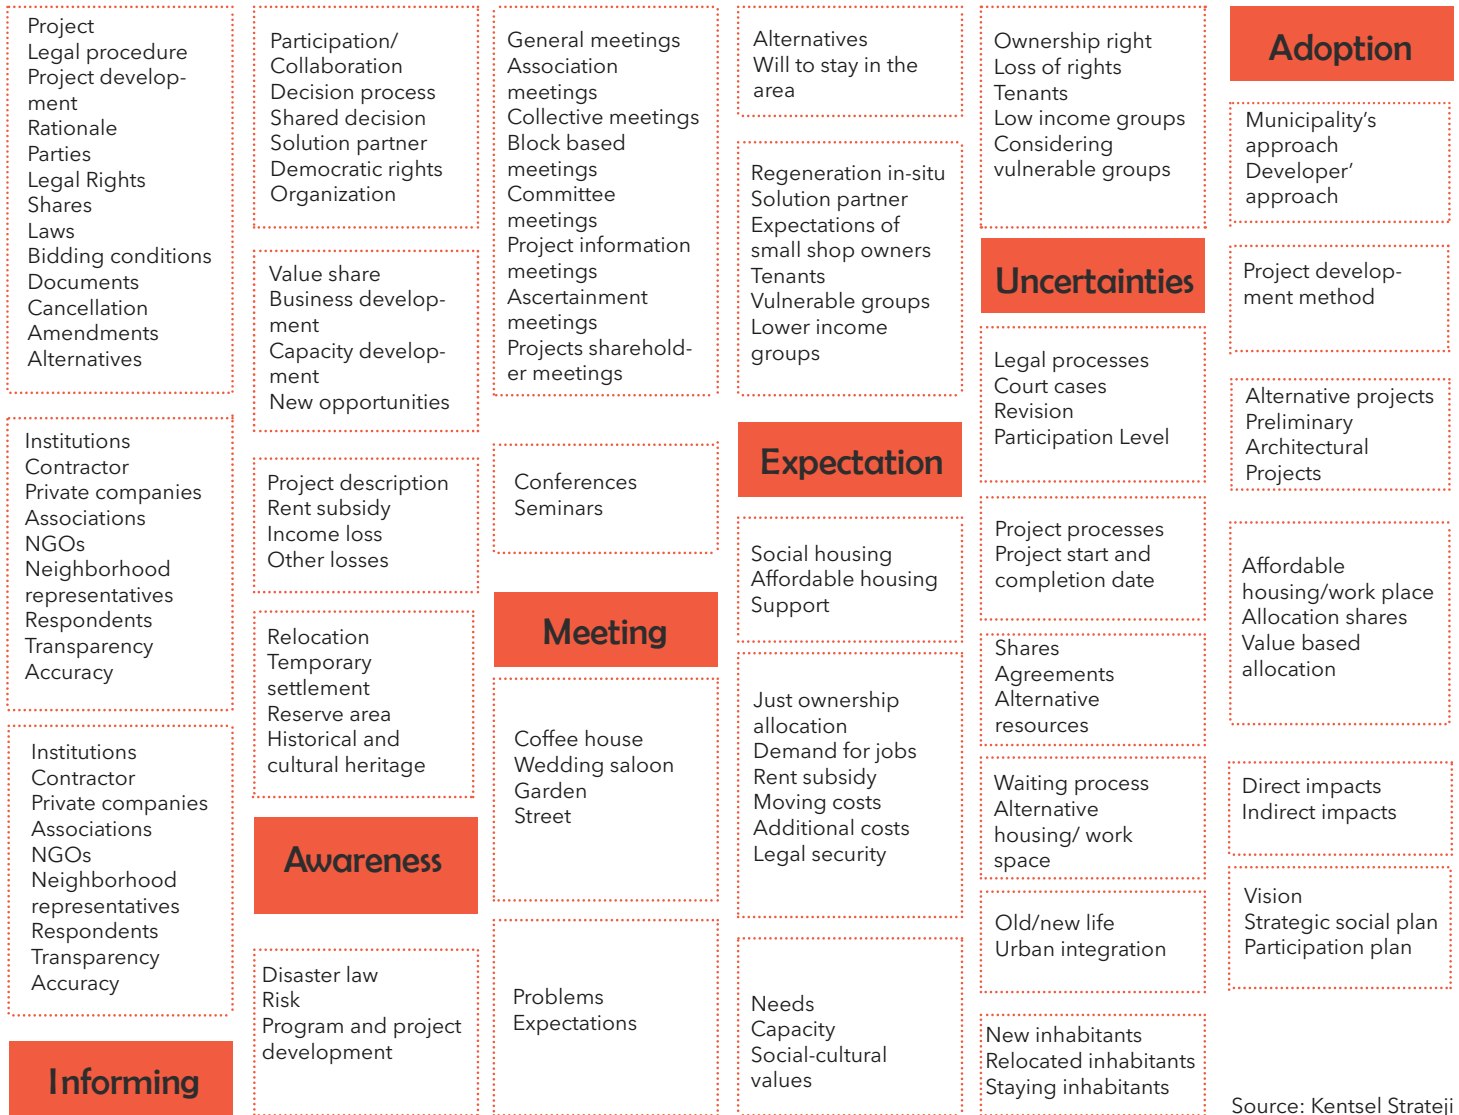 Project
Legal procedure
Project develop-
ment
Rationale
Parties
Legal Rights
Shares
Laws
Bidding conditions
Documents
Cancellation
Amendments
Alternatives
Institutions
Contractor
Private companies
Associations
NGOs
Neighborhood
representatives
Respondents
Transparency
Accuracy
Institutions
Contractor
Private companies
Associations
NGOs
Neighborhood
representatives
Respondents
Transparency
Accuracy
Informing
Participation/
Collaboration
Decision process
Shared decision
Solution partner
Democratic rights
Organization
Value share
Business develop-
ment
Capacity develop-
ment
New opportunities
Project description
Rent subsidy
Income loss
Other losses
Relocation
Temporary
settlement
Reserve area
Historical and
cultural heritage
Awareness
Disaster law
Risk
Program and project
development
General meetings
Association
meetings
Collective meetings
Block based
meetings
Committee
meetings
Project information
meetings
Ascertainment
meetings
Projects sharehold-
er meetings
Conferences
Seminars
Meeting
Coffee house
Wedding saloon
Garden
Street
Problems
Expectations
Alternatives
Will to stay in the
area
Regeneration in-situ
Solution partner
Expectations of
small shop owners
Tenants
Vulnerable groups
Lower income
groups
Expectation
Social housing
Affordable housing
Support
Just ownership
allocation
Demand for jobs
Rent subsidy
Moving costs
Additional costs
Legal security
Needs
Capacity
Social-cultural
values
Ownership right
Loss of rights
Tenants
Low income groups
Considering
vulnerable groups
Uncertainties
Legal processes
Court cases
Revision
Participation Level
Project processes
Project start and
completion date
Shares
Agreements
Alternative
resources
Waiting process
Alternative
housing/ work
space
Old/new life
Urban integration
New inhabitants
Relocated inhabitants
Staying inhabitants
Adoption
Municipality’s
approach
Developer’
approach
Project develop-
ment method
Alternative projects
Preliminary
Architectural
Projects
Affordable
housing/work place
Allocation shares
Value based
allocation
Direct impacts
Indirect impacts
Vision
Strategic social plan
Participation plan
Source: Kentsel Strateji